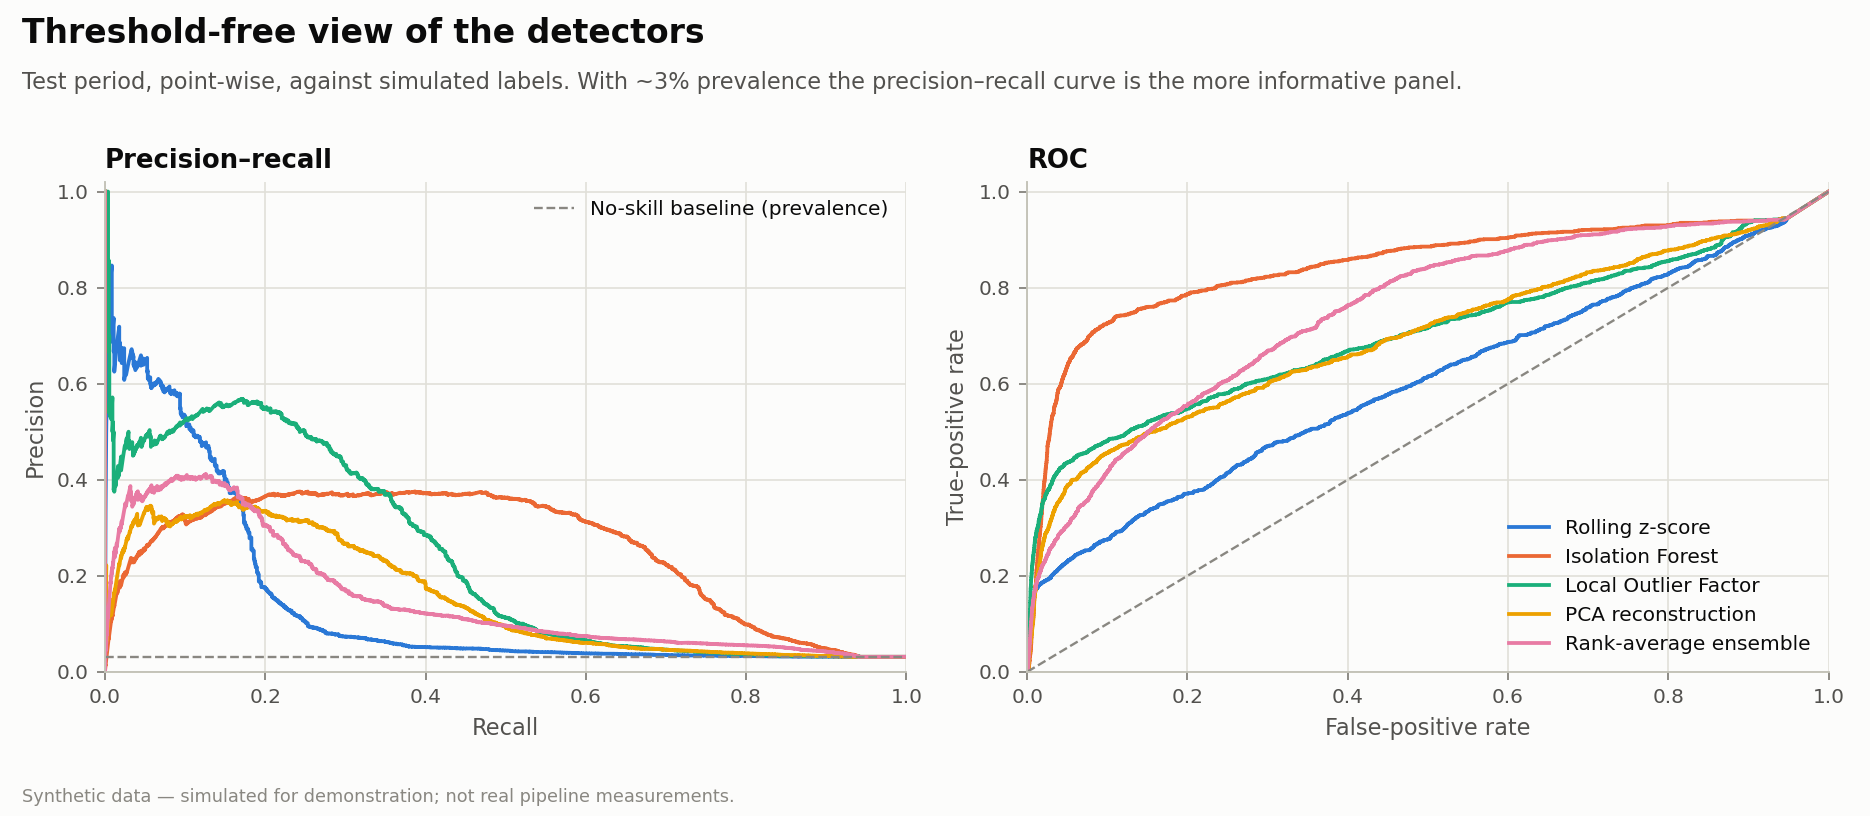 Threshold-free view of the detectors
Test period, point-wise, against simulated labels. With ~3% prevalence the precision–recall curve is the more informative panel.
Precision–recall
No-skill baseline (prevalence)
1.0
0.8
0.6
0.4
0.2
0.0
Precision
0.0 0.2 0.4 0.6 0.8 1.0
Recall
ROC
1.0
0.8
0.6
0.4
0.2
0.0
True-positive rate
Rolling z-score
Isolation Forest
Local Outlier Factor
PCA reconstruction
Rank-average ensemble
0.0 0.2 0.4 0.6 0.8 1.0
False-positive rate
Synthetic data — simulated for demonstration; not real pipeline measurements.